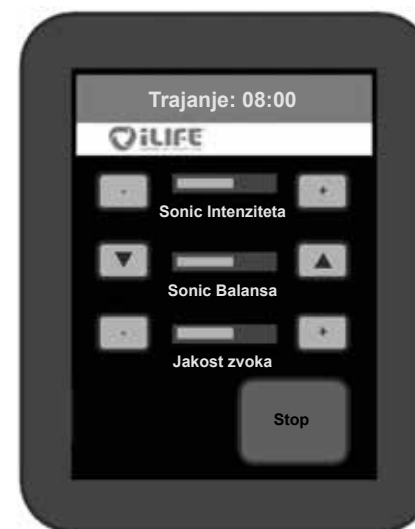 Trajanje: 08:00
iLIFE
- +
Sonic Intenziteta
▼ ▲
Sonic Balansa
- +
Jakost zvoka
Stop